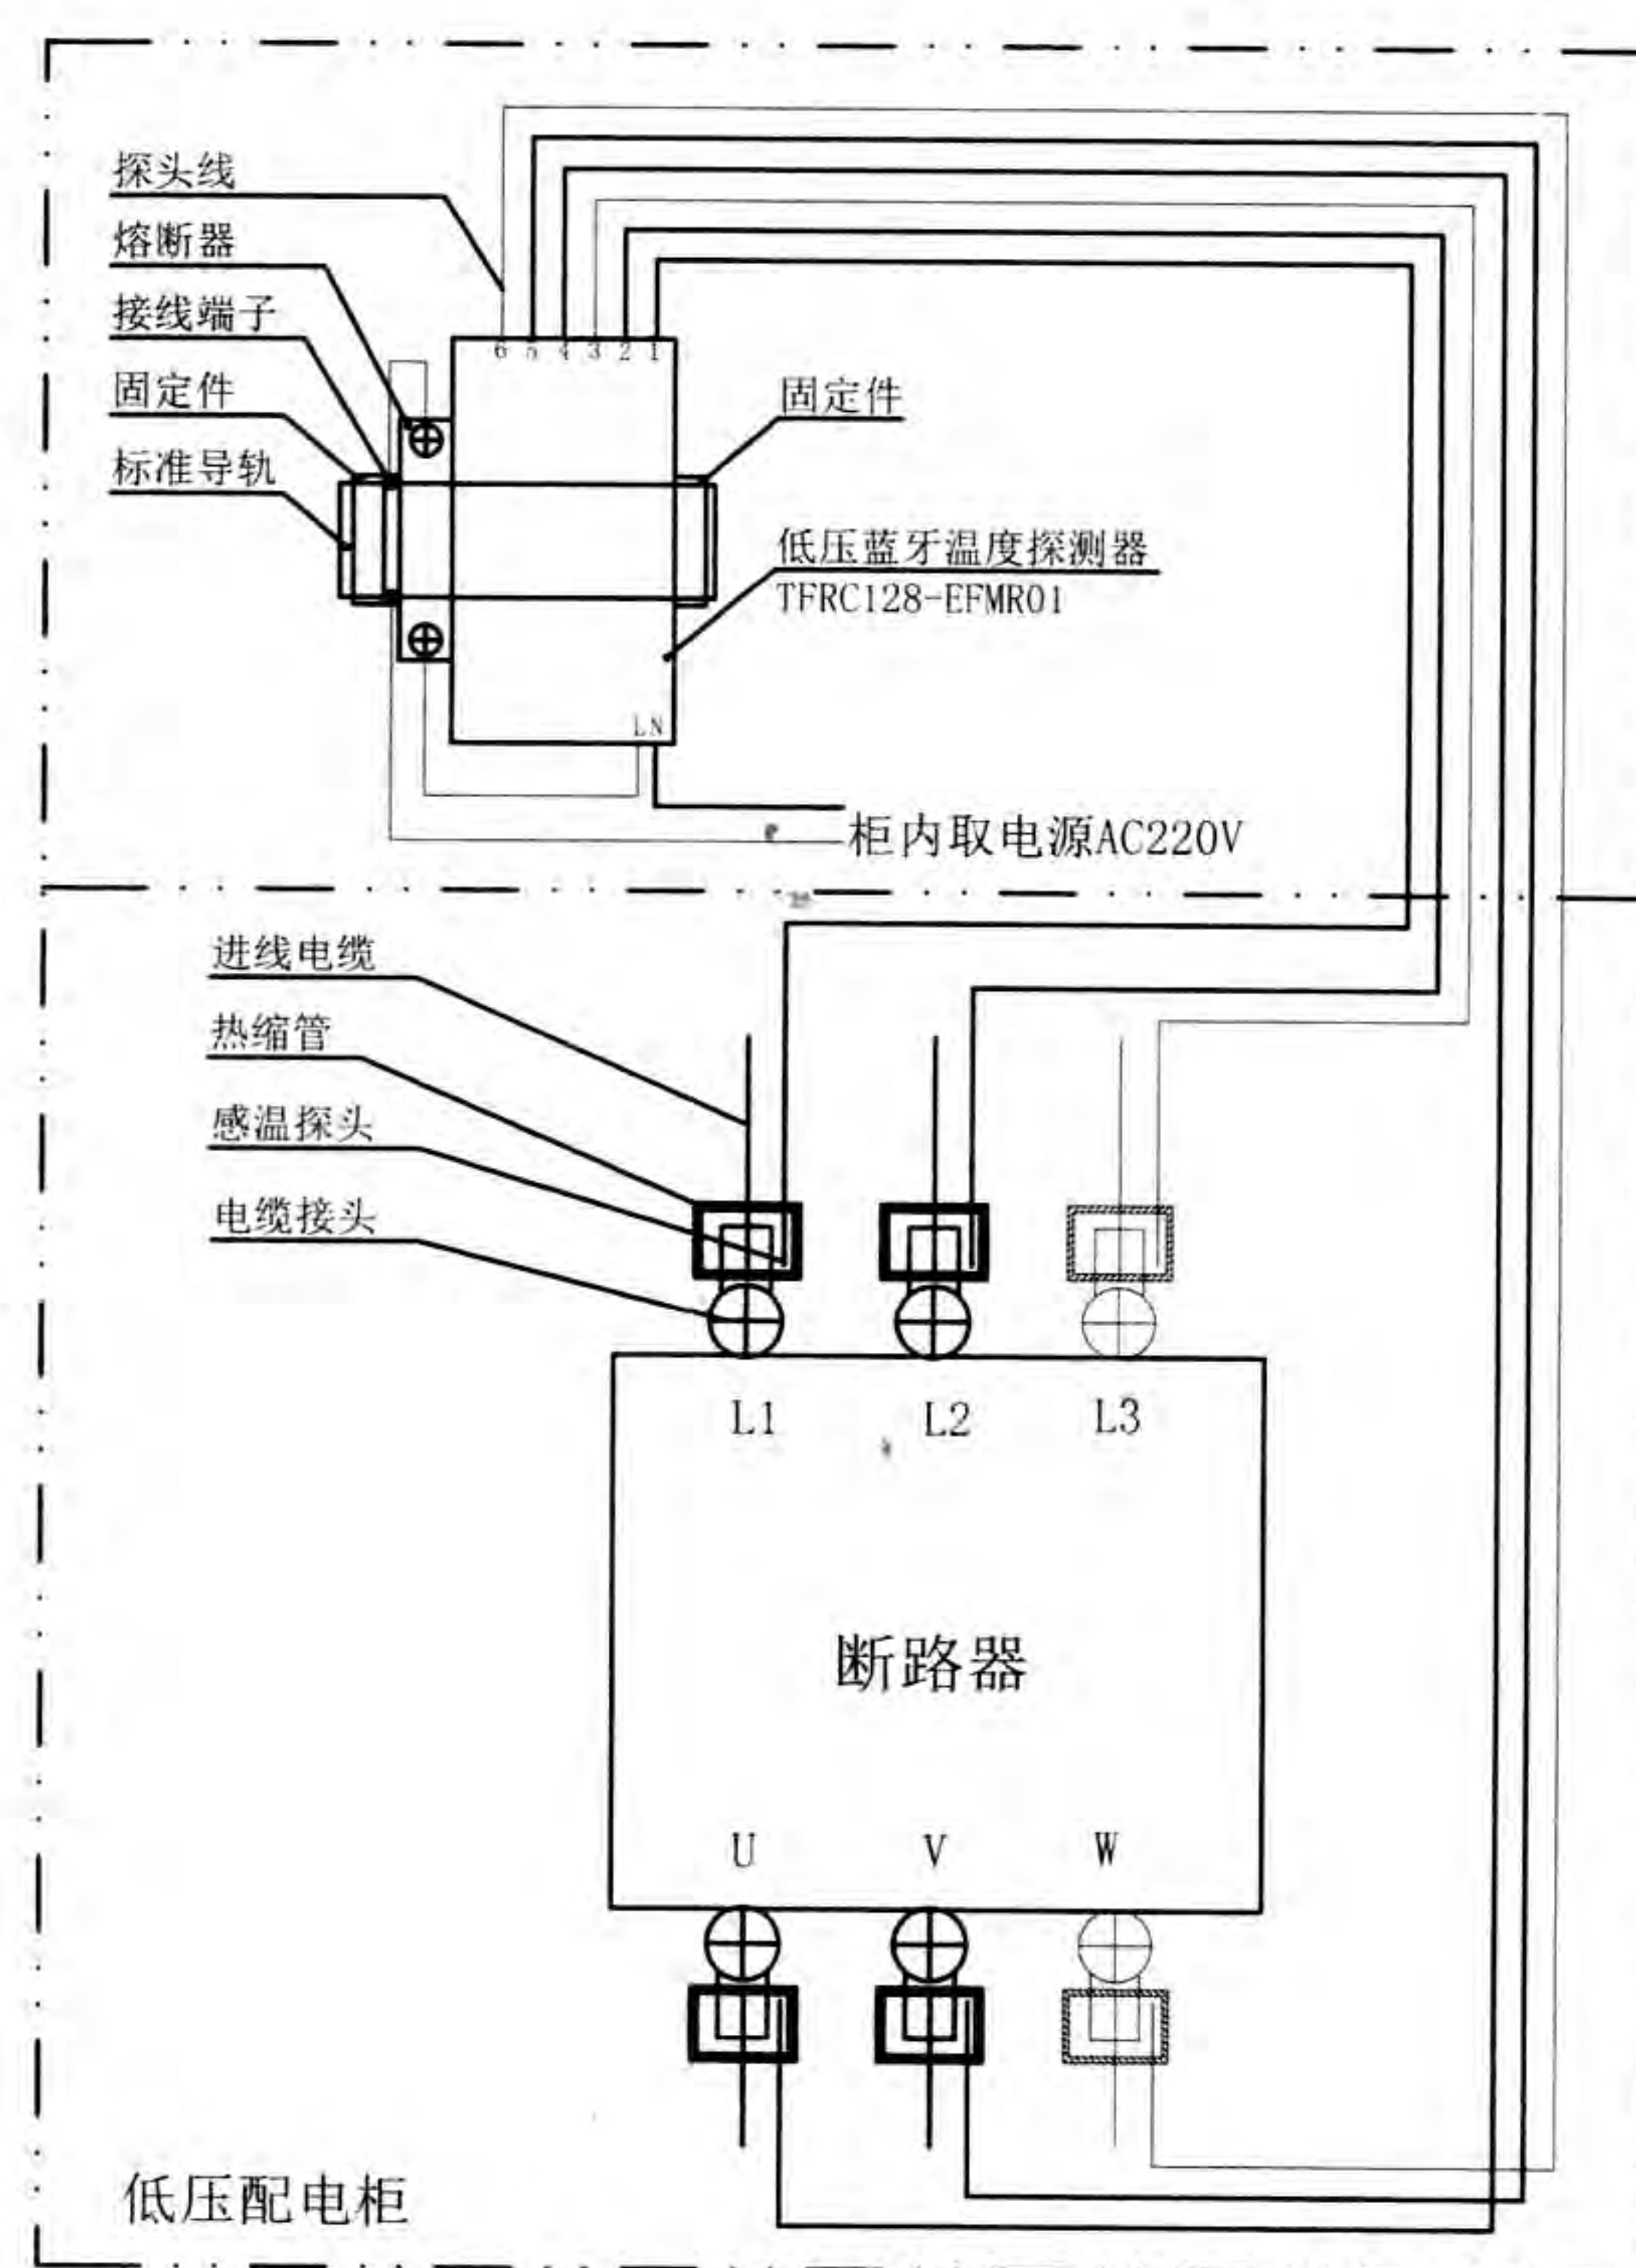 探头线
熔断器
接线端子
固定件
标准导轨
6 5 4 3 2 1
固定件
低压蓝牙温度探测器
TFRC128-EFMR01
L N
柜内取电源AC220V
进线电缆
热缩管
感温探头
电缆接头
L1 L2 L3
断路器
U V W
低压配电柜